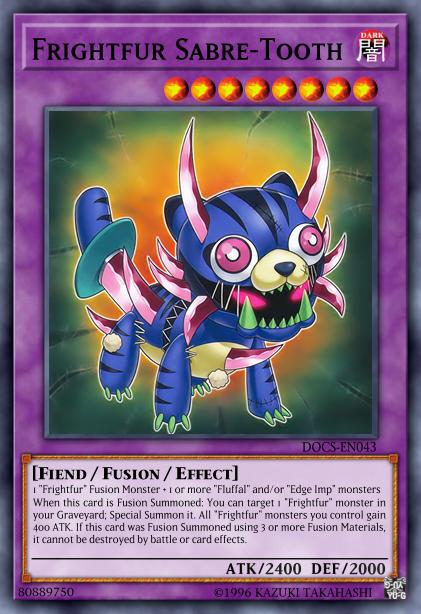 FRIGHTFUR SABRE-TOOTH
DARK
闇
DOCS-EN043
[FIEND / FUSION / EFFECT]
1 "Frightfur" Fusion Monster + 1 or more "Fluffal" and/or "Edge Imp" monsters
When this card is Fusion Summoned: You can target 1 "Frightfur" monster in
your Graveyard; Special Summon it. All "Frightfur" monsters you control gain
400 ATK. If this card was Fusion Summoned using 3 or more Fusion Materials,
it cannot be destroyed by battle or card effects.
ATK/2400 DEF/2000
80889750
©1996 KAZUKI TAKAHASHI